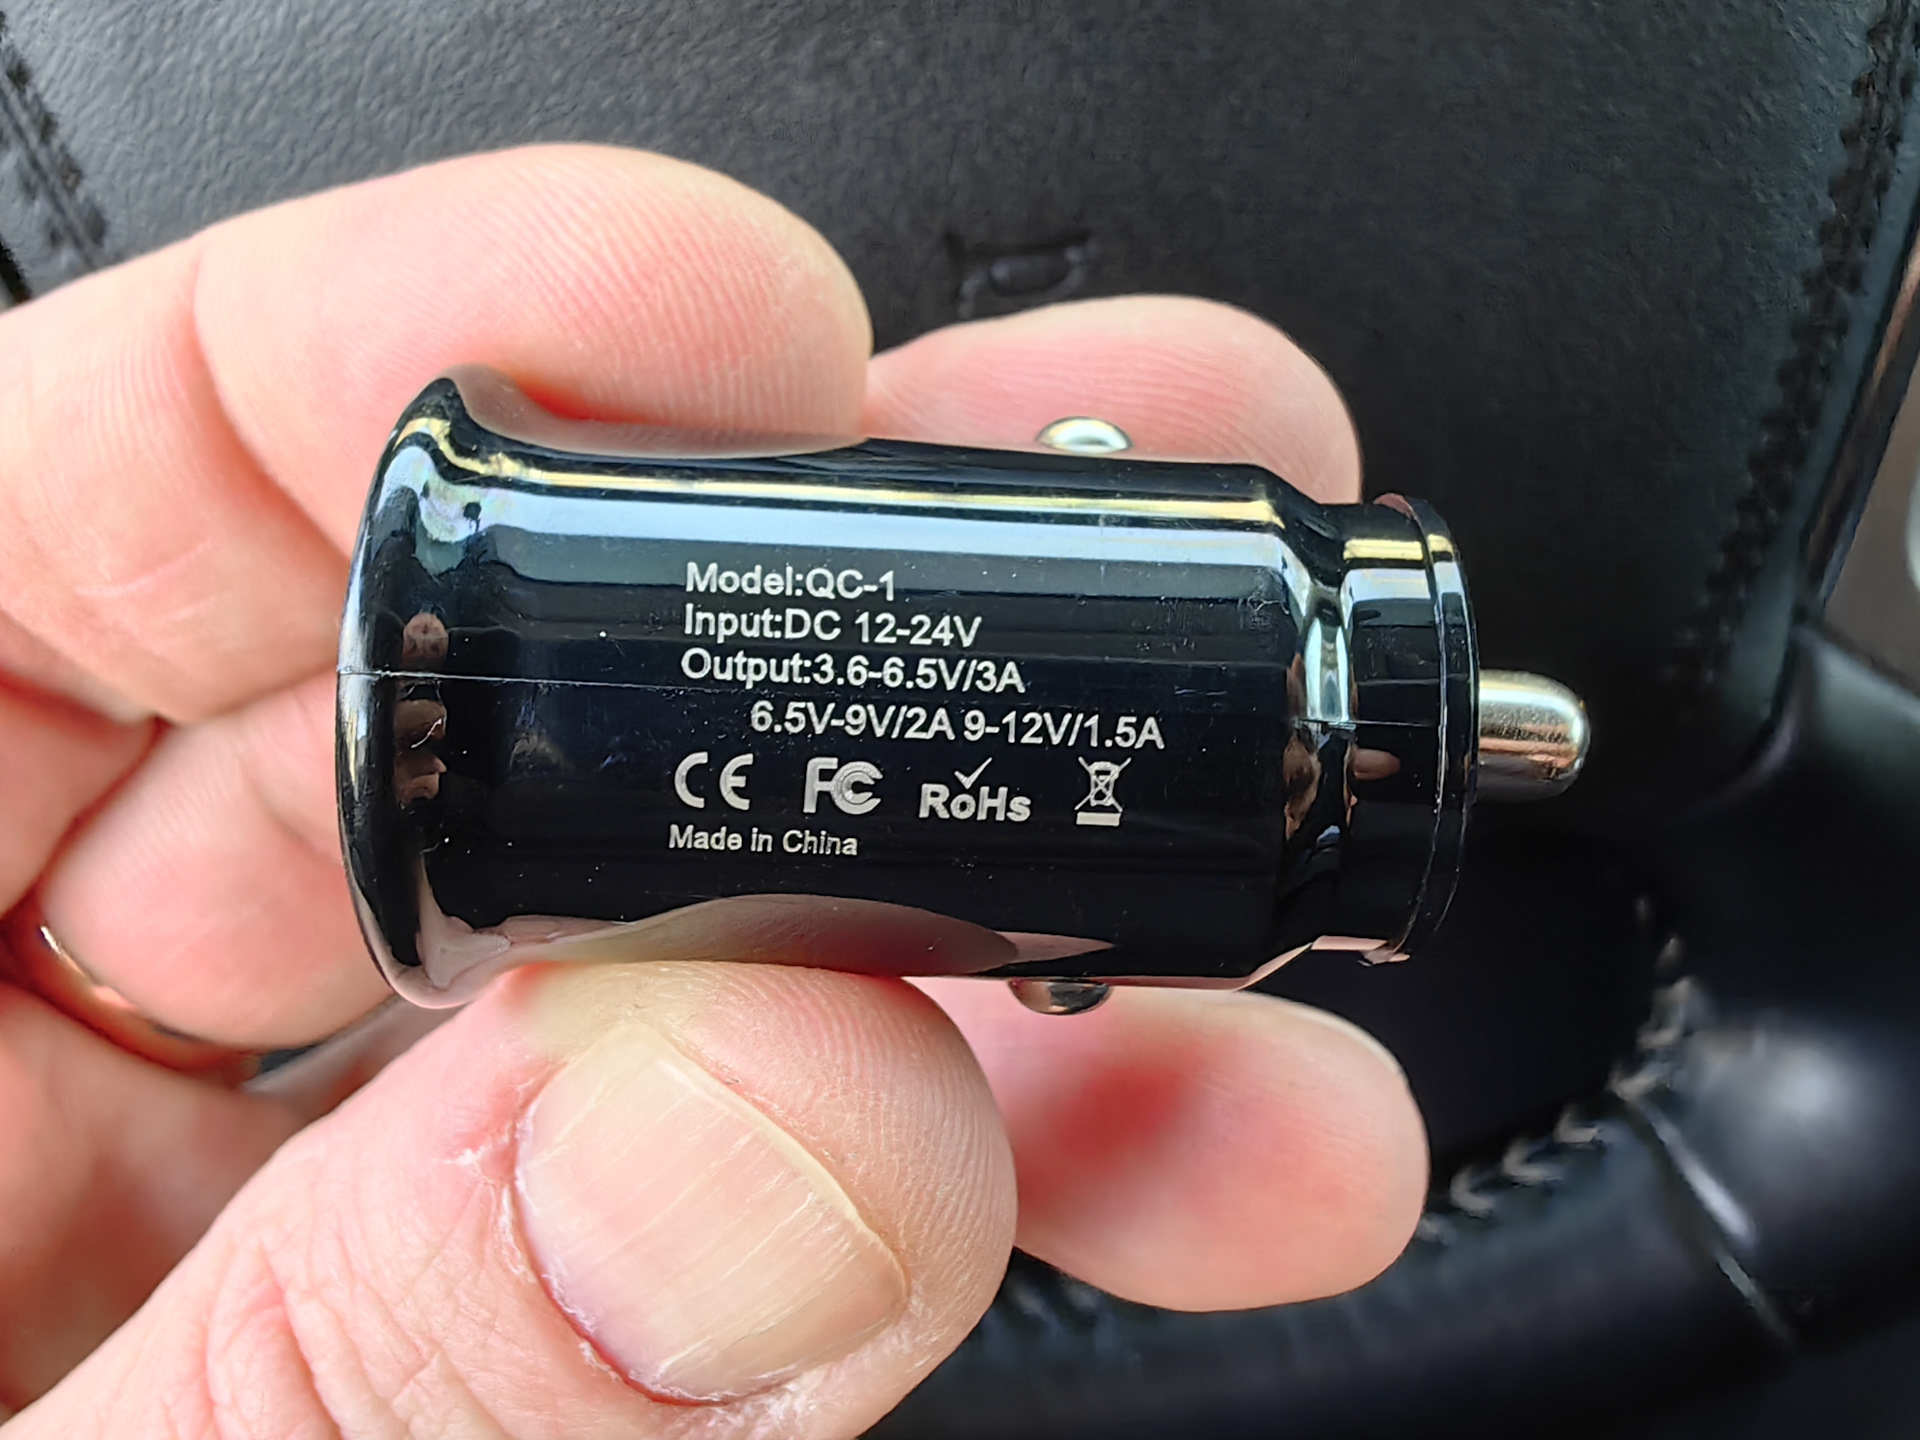 Model:QC-1
Input:DC 12-24V
Output:3.6-6.5V/3A
6.5V-9V/2A 9-12V/1.5A
CE FC RoHS
Made in China